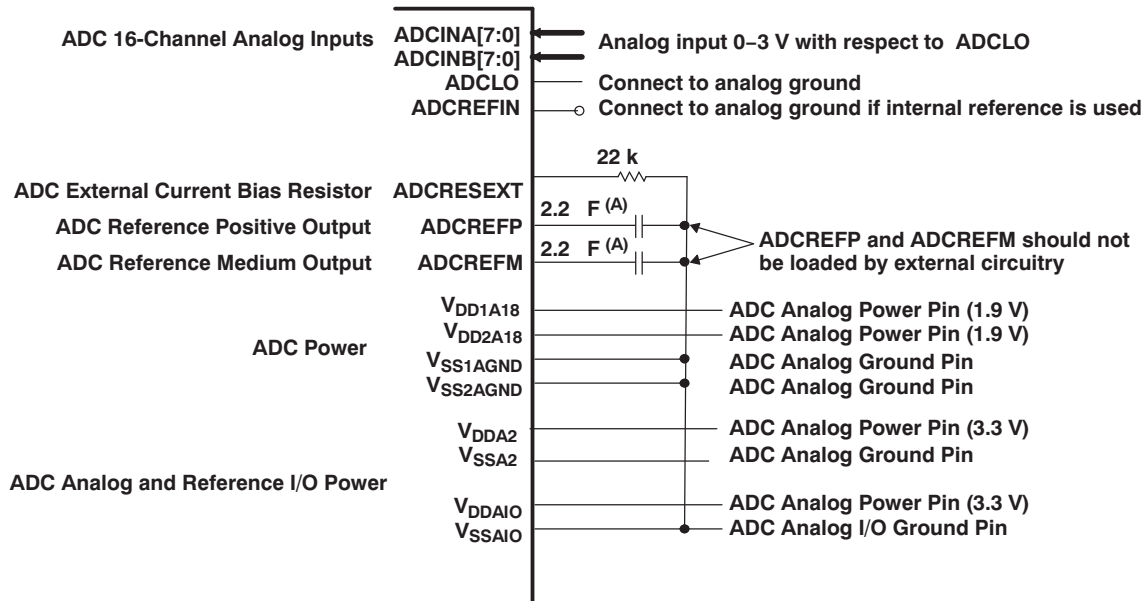 ADC 16-Channel Analog Inputs
ADCINA[7:0]
ADCINB[7:0]
Analog input 0–3 V with respect to ADCLO
ADCLO
Connect to analog ground
ADCREFIN
Connect to analog ground if internal reference is used
22 k
ADC External Current Bias Resistor
ADCRESEXT
ADC Reference Positive Output
ADCREFP
2.2 F (A)
ADC Reference Medium Output
ADCREFM
2.2 F (A)
ADCREFP and ADCREFM should not
be loaded by external circuitry
ADC Power
VDD1A18
ADC Analog Power Pin (1.9 V)
VDD2A18
ADC Analog Power Pin (1.9 V)
VSS1AGND
ADC Analog Ground Pin
VSS2AGND
ADC Analog Ground Pin
ADC Analog and Reference I/O Power
VDDA2
ADC Analog Power Pin (3.3 V)
VSSA2
ADC Analog Ground Pin
VDDAIO
ADC Analog Power Pin (3.3 V)
VSSAIO
ADC Analog I/O Ground Pin